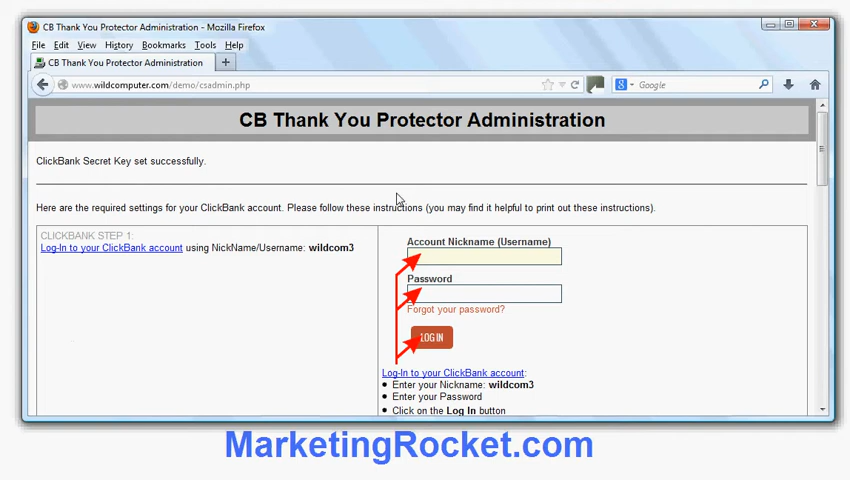 CB Thank You Protector Administration - Mozilla Firefox
File Edit View History Bookmarks Tools Help
CB Thank You Protector Administration +
www.wildcomputer.com/demo/csadmin.php
Google
CB Thank You Protector Administration
ClickBank Secret Key set successfully.
Here are the required settings for your ClickBank account. Please follow these instructions (you may find it helpful to print out these instructions).
CLICKBANK STEP 1:
Log-In to your ClickBank account using NickName/Username: wildcom3
Account Nickname (Username)
Password
Forgot your password?
LOG IN
Log-In to your ClickBank account:
• Enter your Nickname: wildcom3
• Enter your Password
• Click on the Log In button
MarketingRocket.com